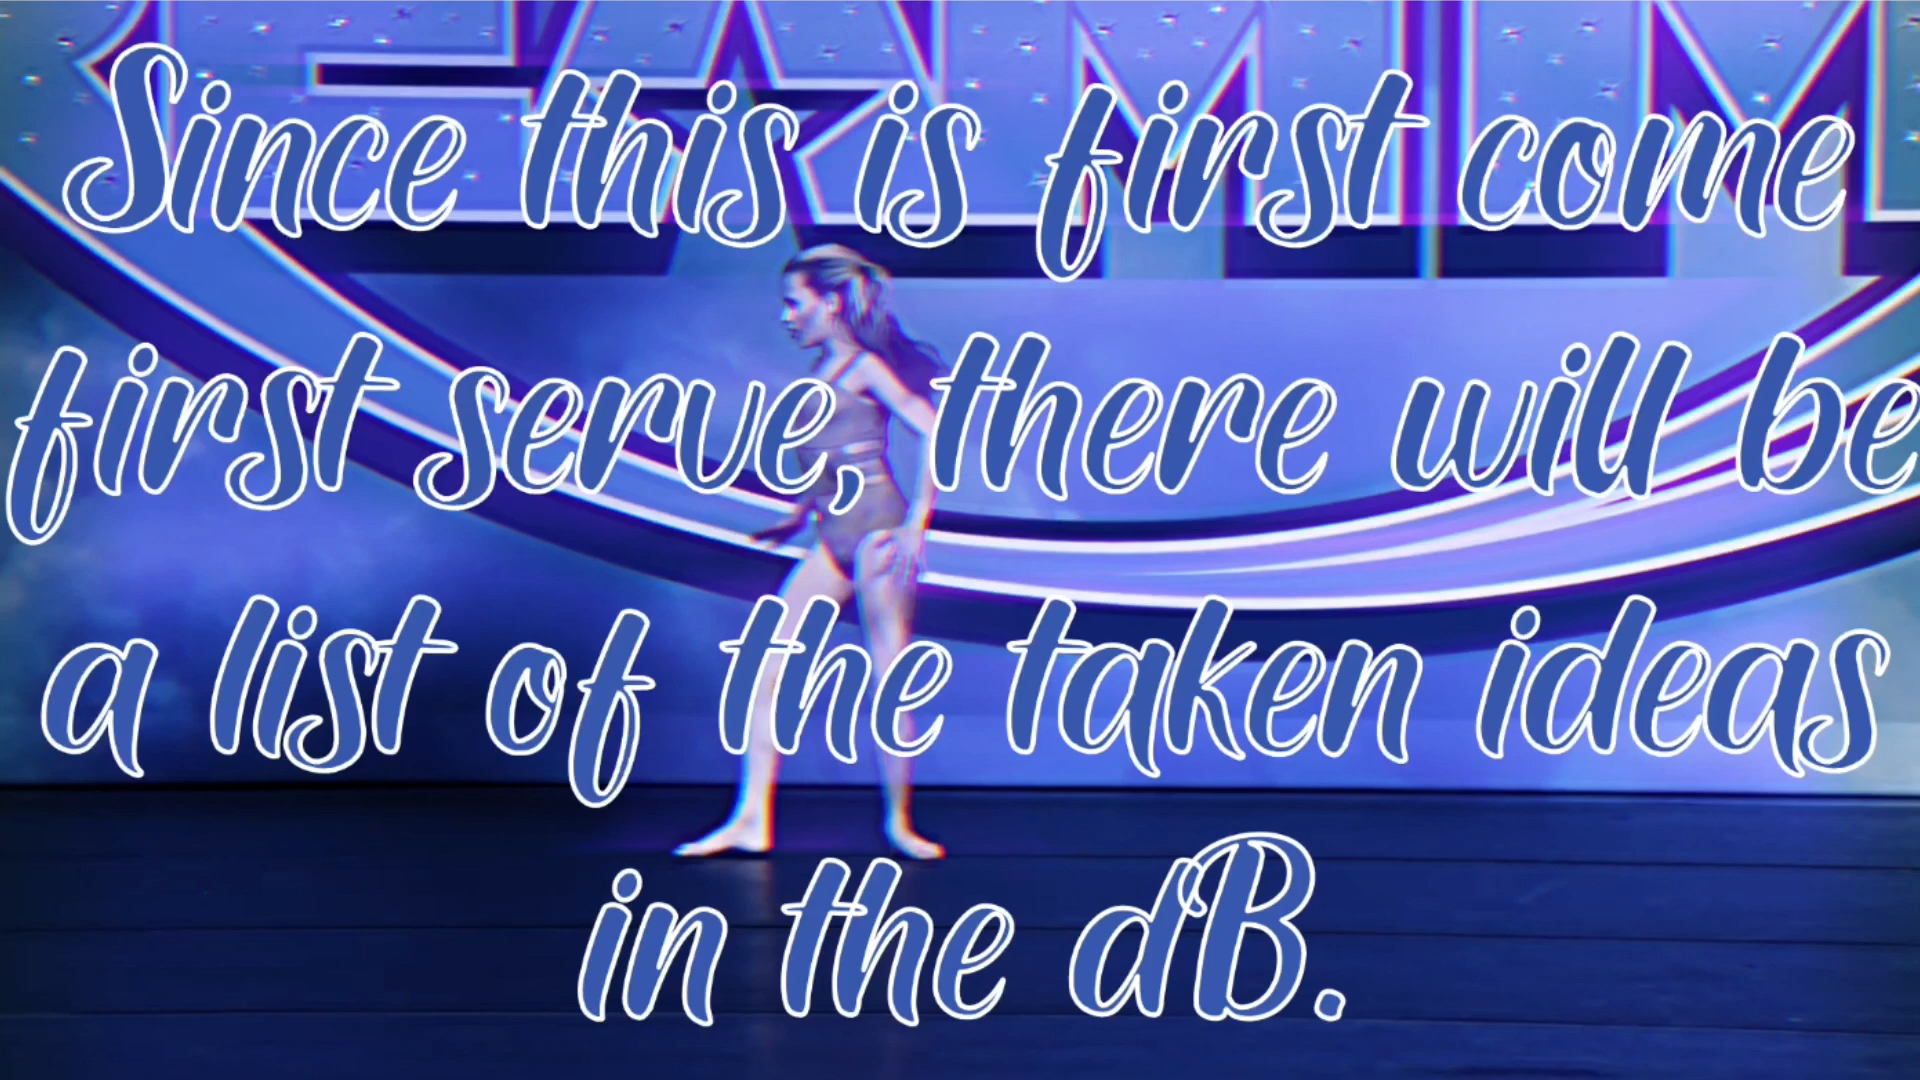 Since this is first come
first serve, there will be
a list of the taken ideas
in the dB.